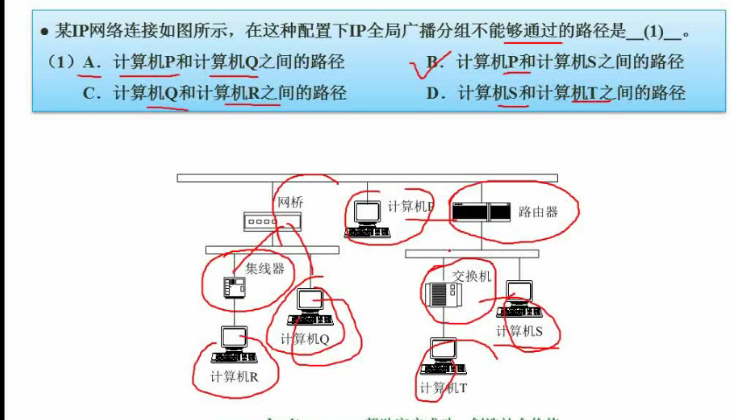 • 某IP网络连接如图所示，在这种配置下IP全局广播分组不能够通过的路径是__(1)__。
（1）A．计算机P和计算机Q之间的路径 B．计算机P和计算机S之间的路径
C．计算机Q和计算机R之间的路径 D．计算机S和计算机T之间的路径
网桥
计算机P
路由器
集线器
交换机
计算机Q
计算机S
计算机R
计算机T